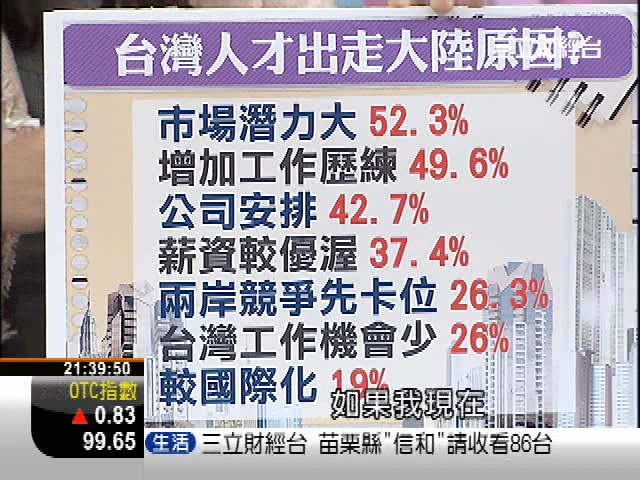 台灣人才出走大陸原因?
市場潛力大 52.3%
增加工作歷練 49.6%
公司安排 42.7%
薪資較優渥 37.4%
兩岸競爭先卡位 26.3%
台灣工作機會少 26%
較國際化 19%
如果我現在
21:39:50
OTC指數
▲ 0.83
99.65
生活 三立財經台 苗栗縣"信和"請收看86台